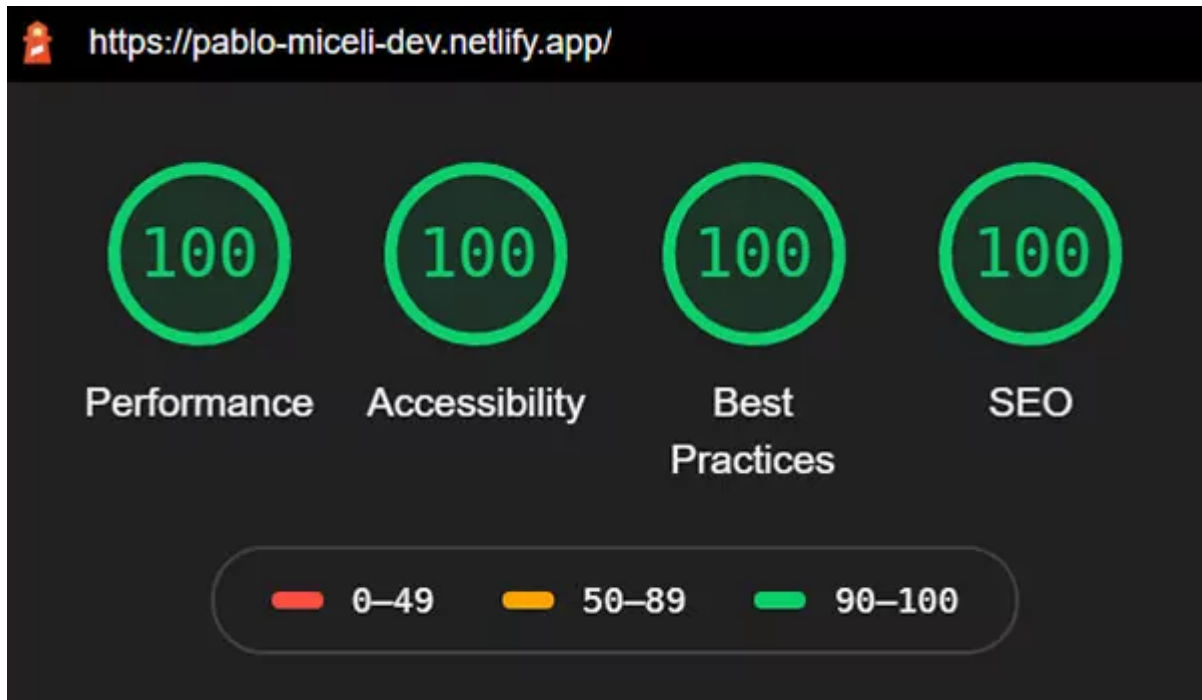 https://pablo-miceli-dev.netlify.app/
100 100 100 100
Performance Accessibility Best Practices SEO
0–49 50–89 90–100